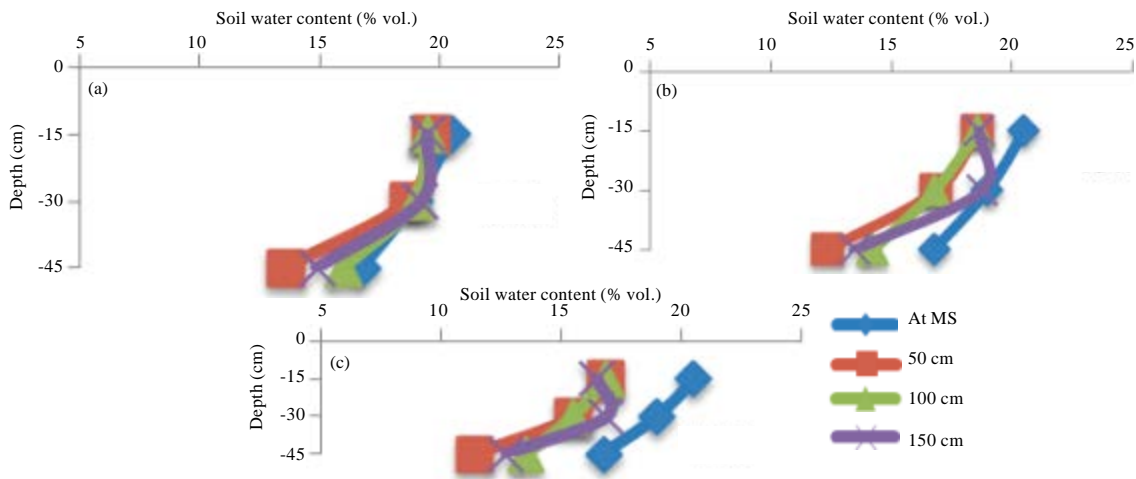 Soil water content (% vol.)
5 10 15 20 25
0
-15
-30
-45
Depth (cm)
(a)
Soil water content (% vol.)
5 10 15 20 25
0
-15
-30
-45
Depth (cm)
(b)
Soil water content (% vol.)
5 10 15 20 25
0
-15
-30
-45
Depth (cm)
(c)
At MS
50 cm
100 cm
150 cm